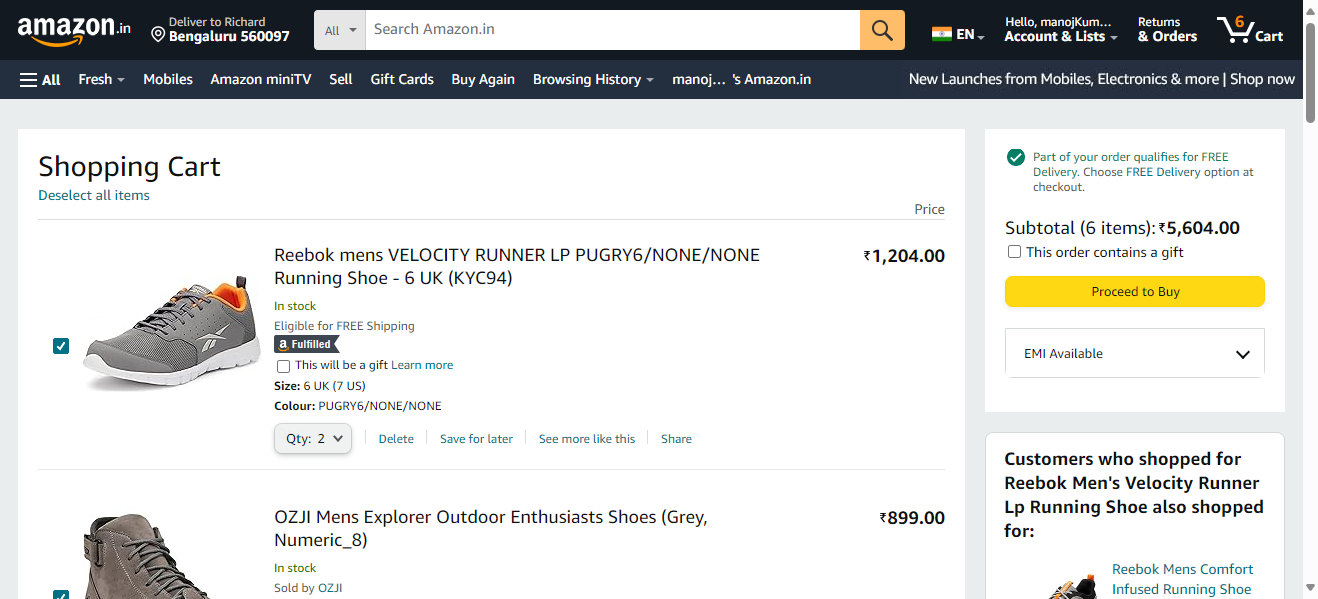 amazon.in
Deliver to Richard
Bengaluru 560097
All
Search Amazon.in
EN
Hello, manojKum...
Account & Lists
Returns
& Orders
6
Cart
All
Fresh
Mobiles
Amazon miniTV
Sell
Gift Cards
Buy Again
Browsing History
manoj... 's Amazon.in
New Launches from Mobiles, Electronics & more | Shop now
Shopping Cart
Deselect all items
Price
Reebok mens VELOCITY RUNNER LP PUGRY6/NONE/NONE
Running Shoe - 6 UK (KYC94)
₹1,204.00
In stock
Eligible for FREE Shipping
a Fulfilled
This will be a gift Learn more
Size: 6 UK (7 US)
Colour: PUGRY6/NONE/NONE
Qty: 2
Delete
Save for later
See more like this
Share
OZJI Mens Explorer Outdoor Enthusiasts Shoes (Grey,
Numeric_8)
₹899.00
In stock
Sold by OZJI
Part of your order qualifies for FREE
Delivery. Choose FREE Delivery option at
checkout.
Subtotal (6 items): ₹5,604.00
This order contains a gift
Proceed to Buy
EMI Available
Customers who shopped for
Reebok Men's Velocity Runner
Lp Running Shoe also shopped
for:
Reebok Mens Comfort
Infused Running Shoe